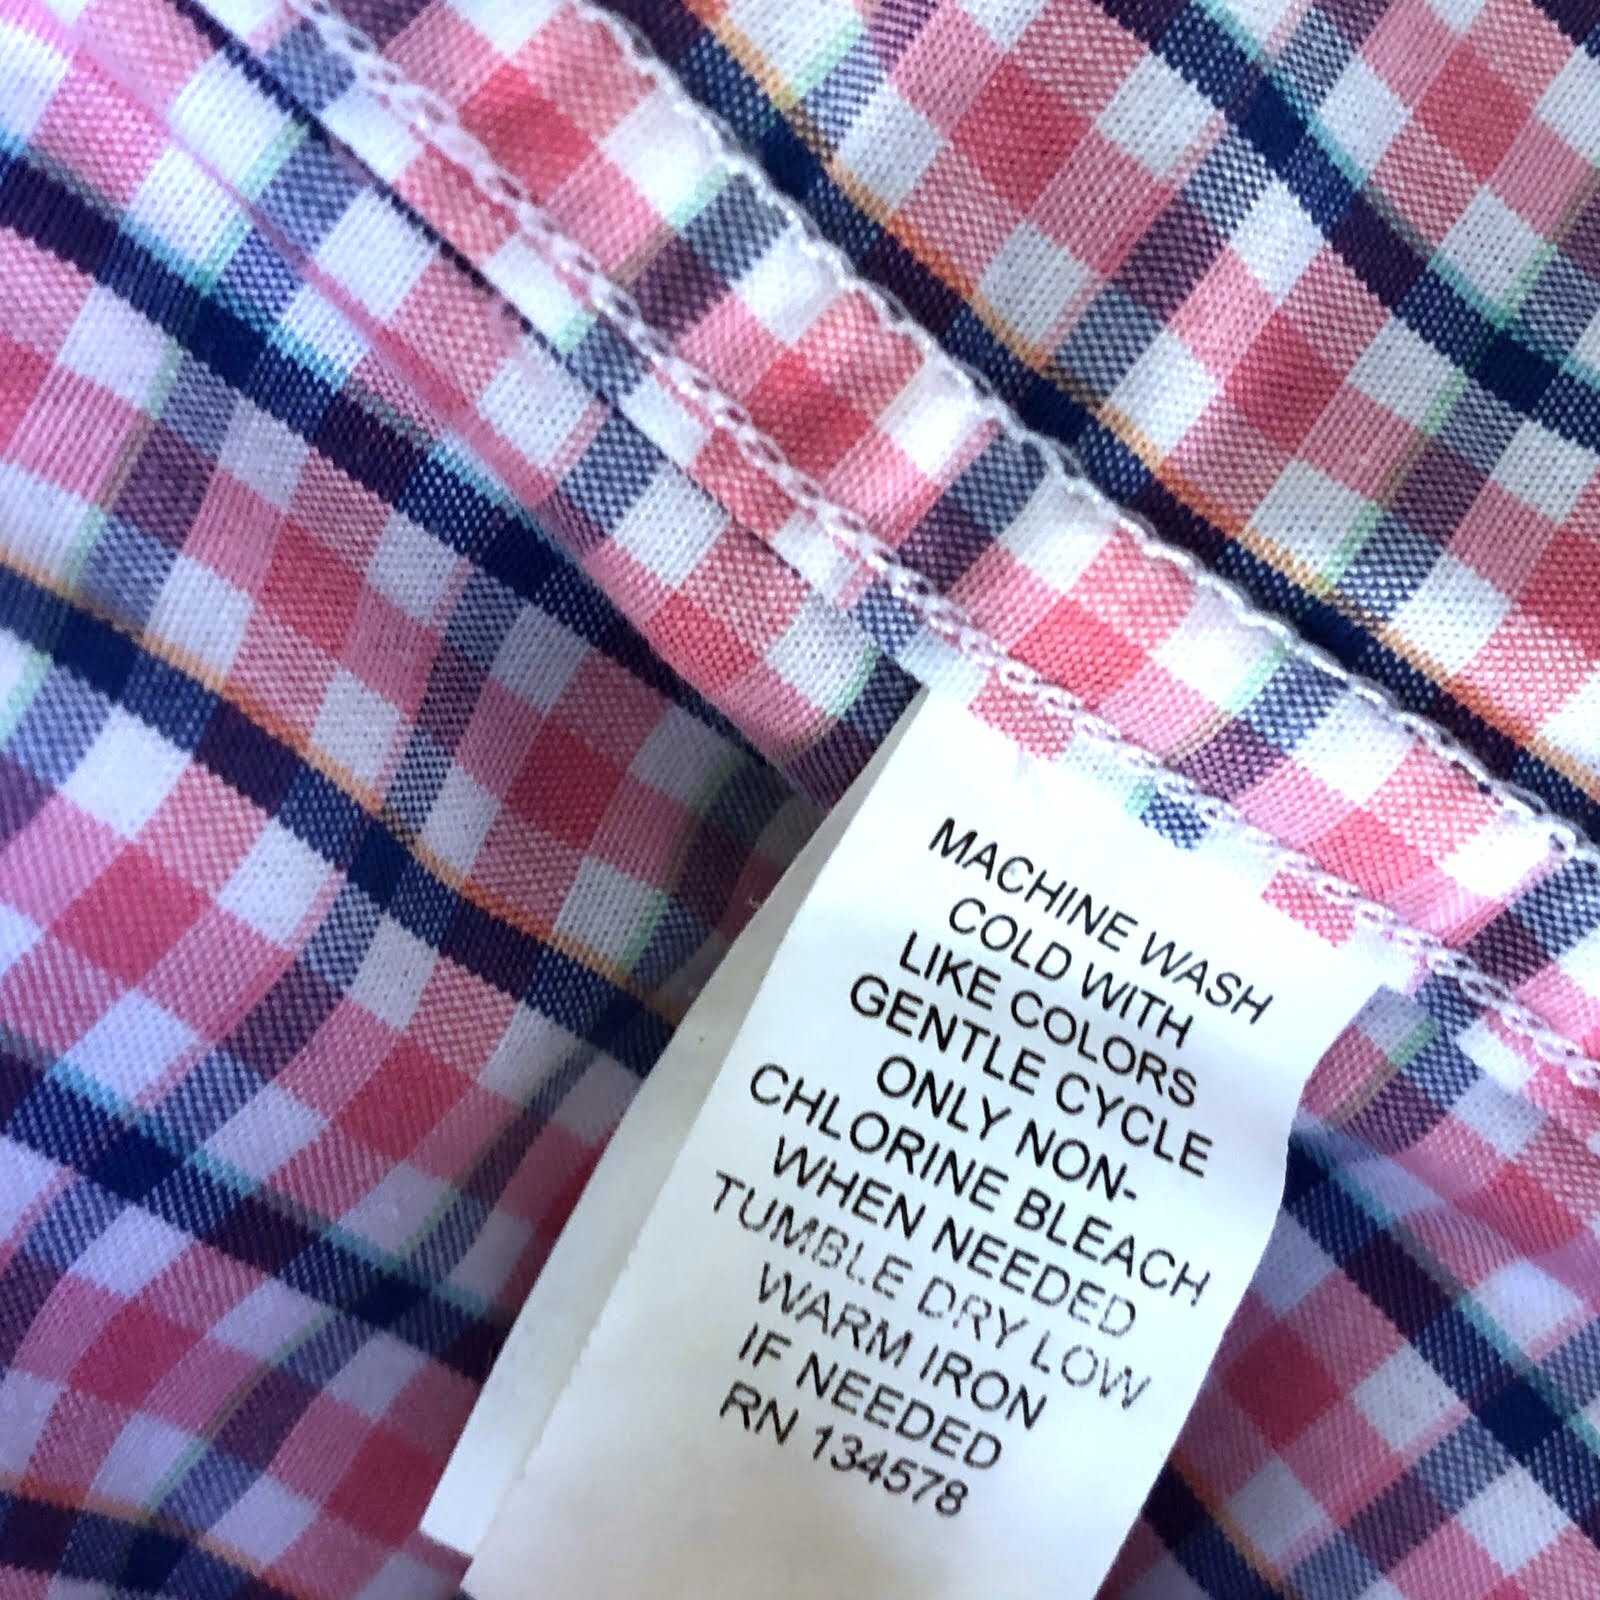 MACHINE WASH
COLD WITH
LIKE COLORS
GENTLE CYCLE
ONLY NON-
CHLORINE BLEACH
WHEN NEEDED
TUMBLE DRY LOW
WARM IRON
IF NEEDED
RN 134578